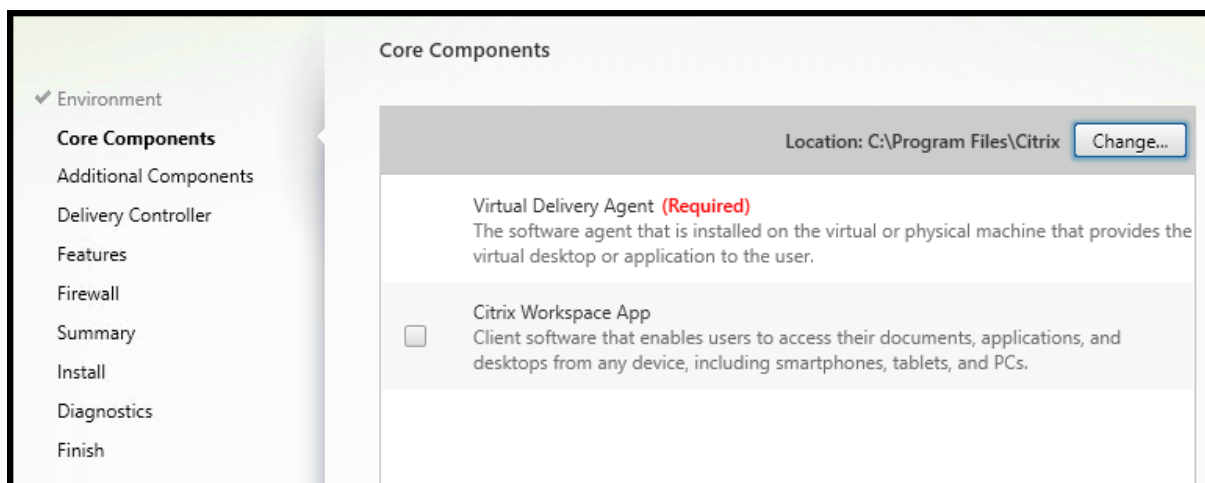 Core Components
Environment
Core Components
Additional Components
Delivery Controller
Features
Firewall
Summary
Install
Diagnostics
Finish
Location: C:\Program Files\Citrix Change...
Virtual Delivery Agent (Required)
The software agent that is installed on the virtual or physical machine that provides the
virtual desktop or application to the user.
Citrix Workspace App
Client software that enables users to access their documents, applications, and
desktops from any device, including smartphones, tablets, and PCs.